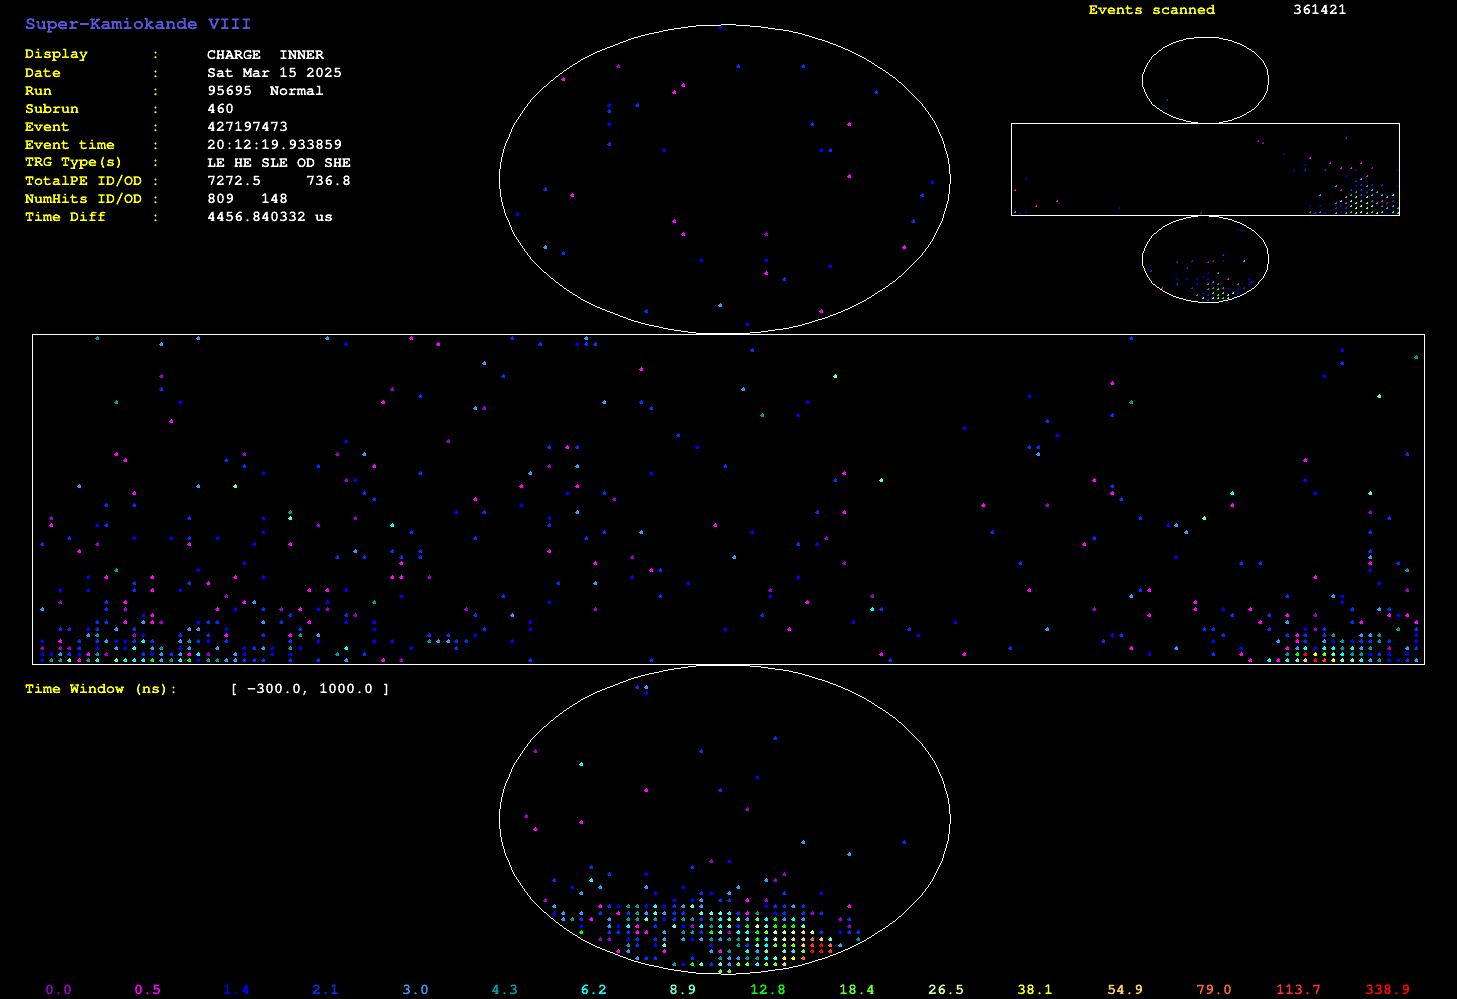 Super-Kamiokande VIII
Events scanned 361421
Display : CHARGE INNER
Date : Sat Mar 15 2025
Run : 95695 Normal
Subrun : 460
Event : 427197473
Event time : 20:12:19.933859
TRG Type(s) : LE HE SLE OD SHE
TotalPE ID/OD : 7272.5 736.8
NumHits ID/OD : 809 148
Time Diff : 4456.840332 us
Time Window (ns): [ -300.0, 1000.0 ]
0.0 0.5 1.4 2.1 3.0 4.3 6.2 8.9 12.8 18.4 26.5 38.1 54.9 79.0 113.7 338.9